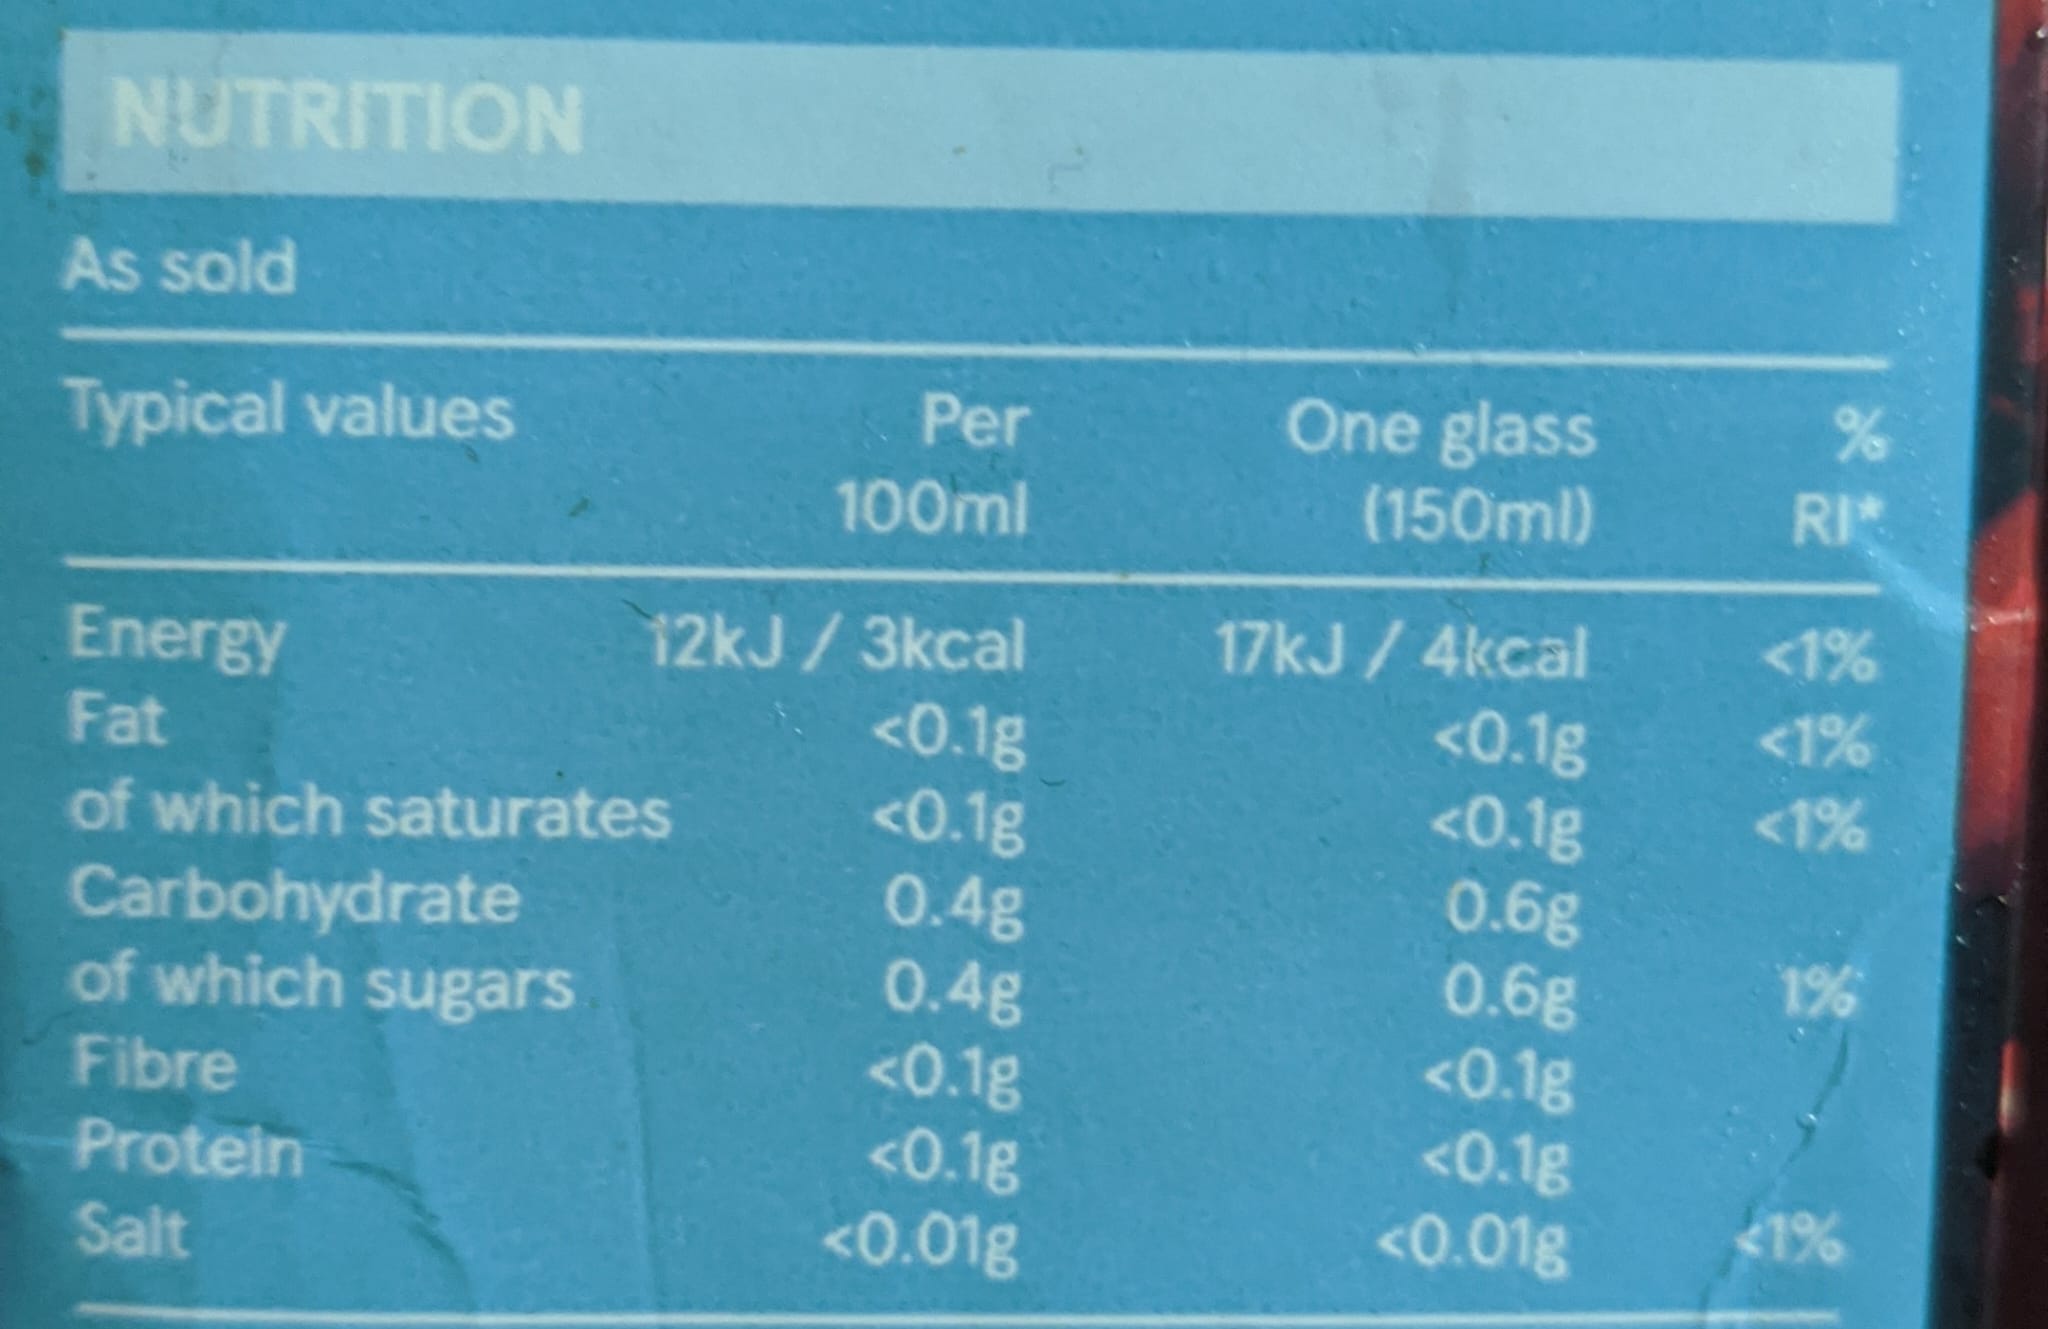 NUTRITION
As sold
Typical values Per One glass %
100ml (150ml) RI*
Energy 12kJ / 3kcal 17kJ / 4kcal <1%
Fat <0.1g <0.1g <1%
of which saturates <0.1g <0.1g <1%
Carbohydrate 0.4g 0.6g
of which sugars 0.4g 0.6g 1%
Fibre <0.1g <0.1g
Protein <0.1g <0.1g
Salt <0.01g <0.01g <1%